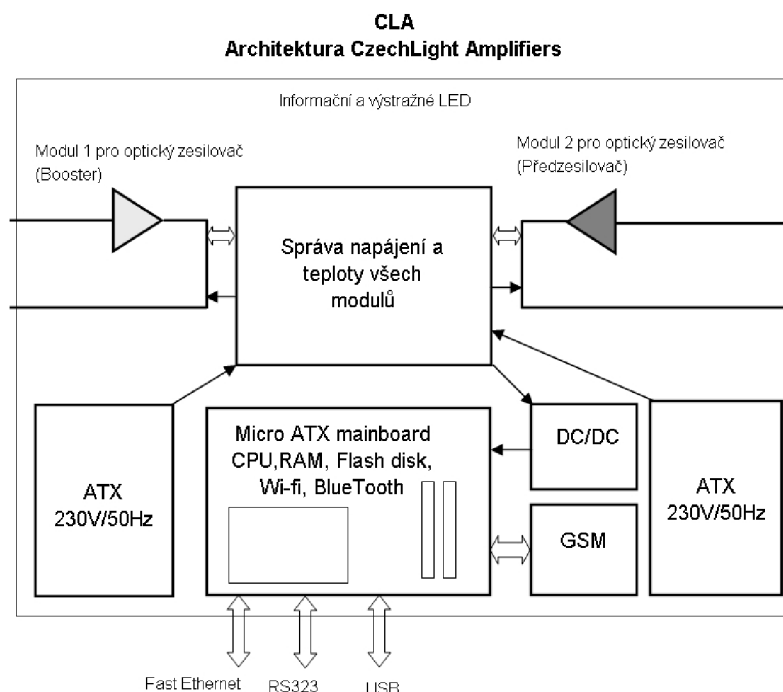 CLA
Architektura CzechLight Amplifiers
Informační a výstražné LED
Modul 1 pro optický zesilovač
(Booster)
Modul 2 pro optický zesilovač
(Předzesilovač)
Správa napájení a
teploty všech
modulů
ATX
230V/50Hz
Micro ATX mainboard
CPU,RAM, Flash disk,
Wi-fi, BlueTooth
DC/DC
GSM
ATX
230V/50Hz
Fast Ethernet
RS323
USB